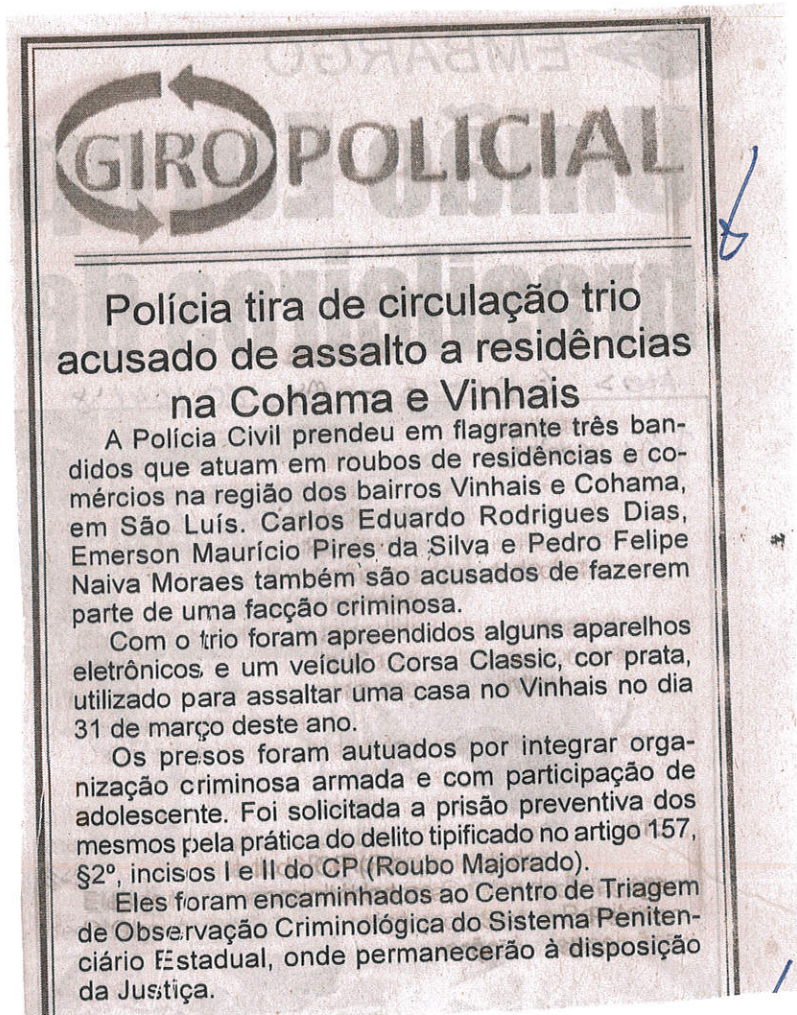 GIRO POLICIAL
Polícia tira de circulação trio
acusado de assalto a residências
na Cohama e Vinhais
A Polícia Civil prendeu em flagrante três ban-
didos que atuam em roubos de residências e co-
mércios na região dos bairros Vinhais e Cohama,
em São Luís. Carlos Eduardo Rodrigues Dias,
Emerson Maurício Pires da Silva e Pedro Felipe
Naiva Moraes também são acusados de fazerem
parte de uma facção criminosa.
Com o trio foram apreendidos alguns aparelhos
eletrônicos e um veículo Corsa Classic, cor prata,
utilizado para assaltar uma casa no Vinhais no dia
31 de março deste ano.
Os presos foram autuados por integrar orga-
nização criminosa armada e com participação de
adolescente. Foi solicitada a prisão preventiva dos
mesmos pela prática do delito tipificado no artigo 157,
§2º, incisos I e II do CP (Roubo Majorado).
Eles foram encaminhados ao Centro de Triagem
de Observação Criminológica do Sistema Peniten-
ciário Estadual, onde permanecerão à disposição
da Justiça.